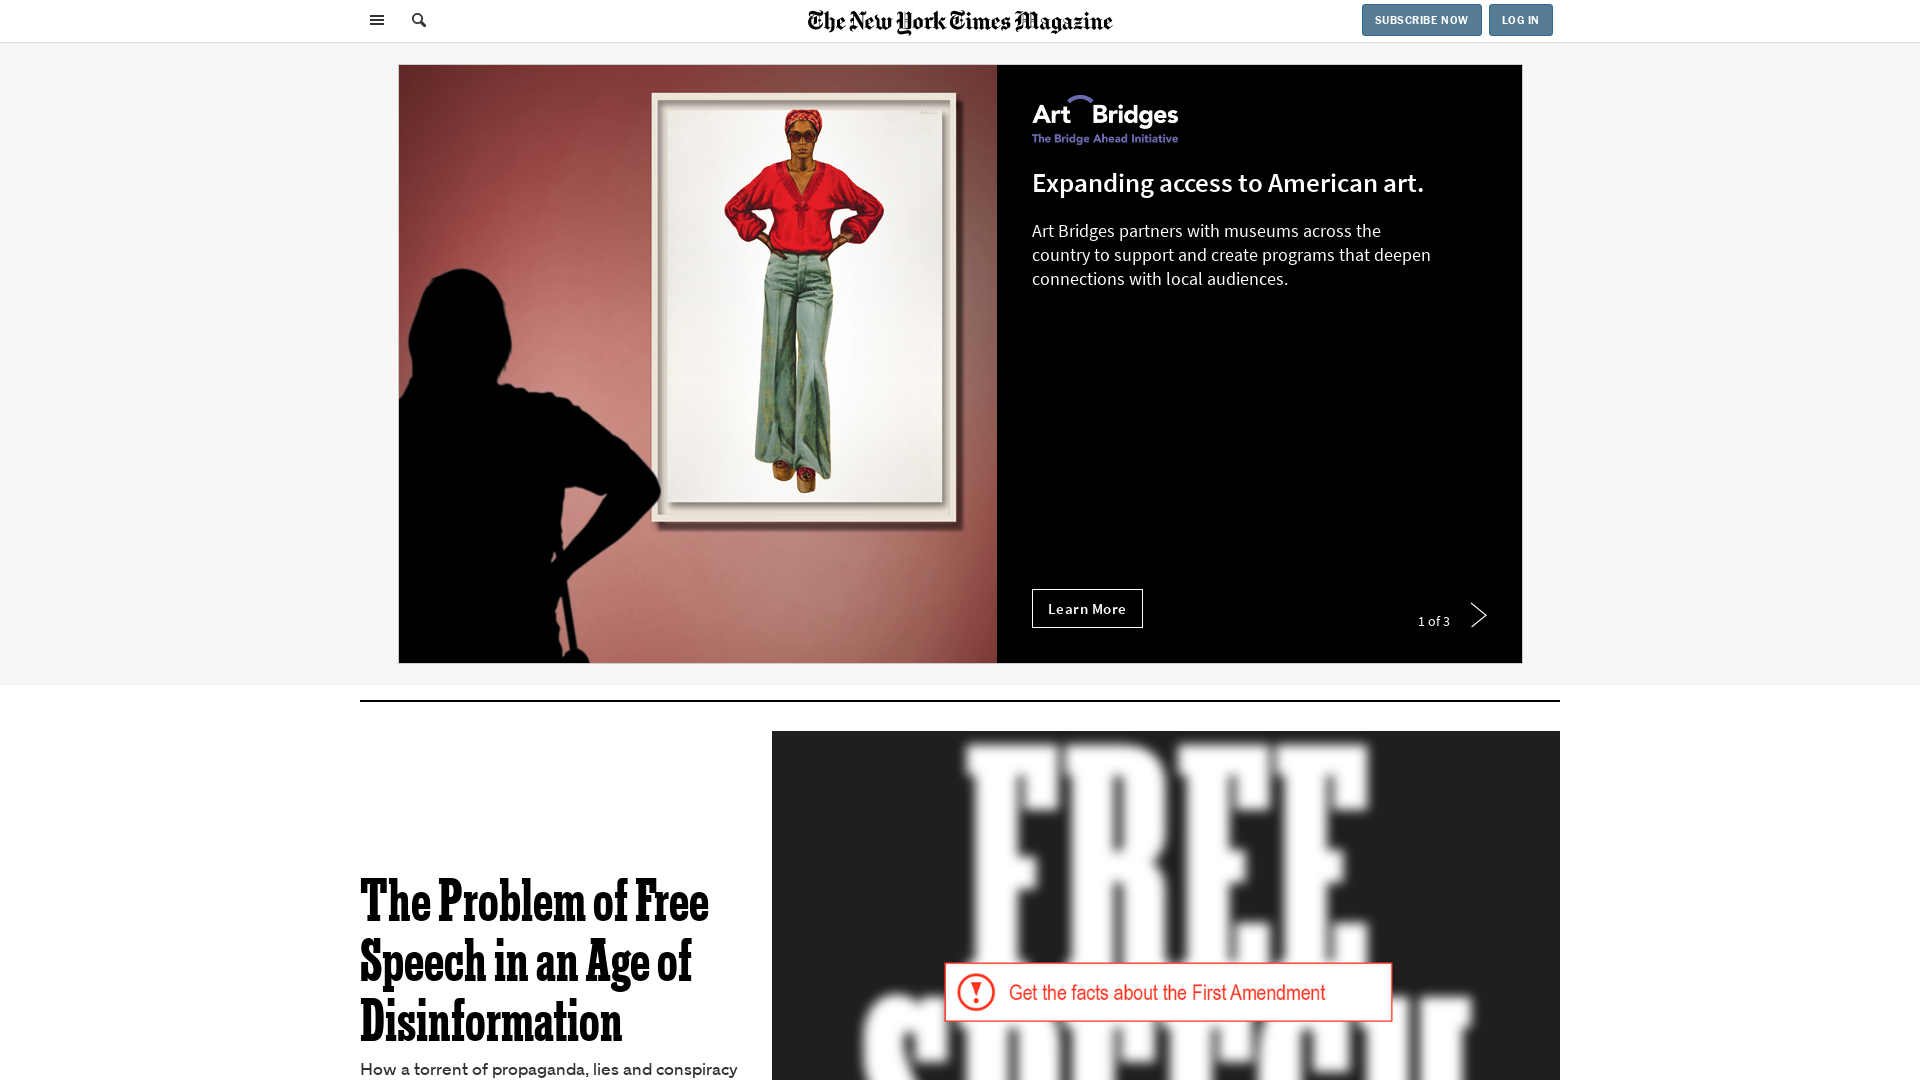 The New York Times Magazine
SUBSCRIBE NOW
LOG IN
Art Bridges
The Bridge Ahead Initiative
Expanding access to American art.
Art Bridges partners with museums across the
country to support and create programs that deepen
connections with local audiences.
Learn More
1 of 3
FREE
SPEECH
Get the facts about the First Amendment
The Problem of Free
Speech in an Age of
Disinformation
How a torrent of propaganda, lies and conspiracy